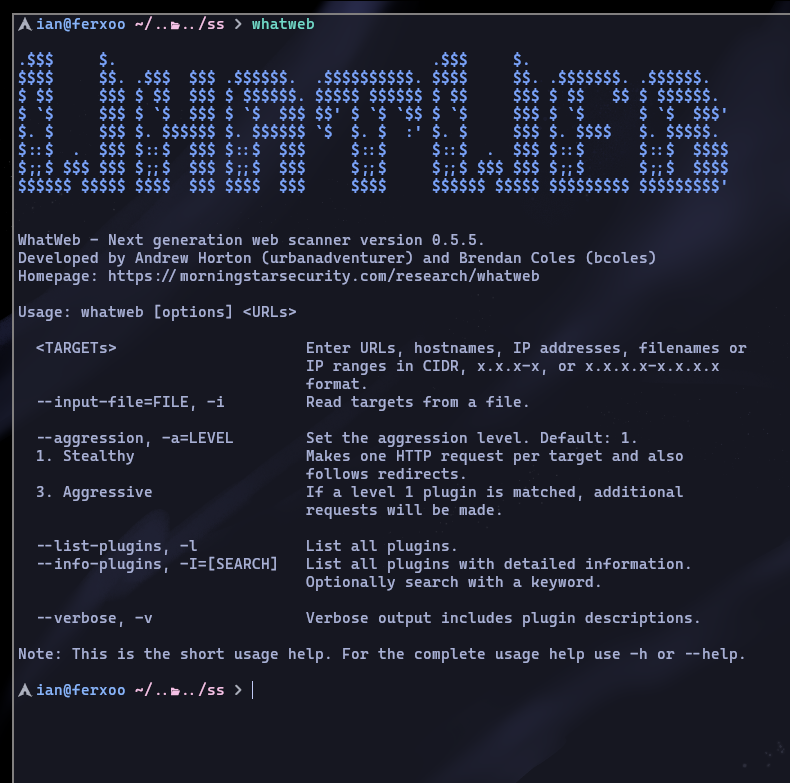 ian@ferxoo ~/../../ss > whatweb
.$$$     $.                                   .$$$     $.
$$$$     $$. .$$$  $$$ .$$$$$$.  .$$$$$$$$$$. $$$$     $$. .$$$$$$$. .$$$$$$.
$ $$     $$$ $ $$  $$$ $ $$$$$$. $$$$$ $$$$$$ $ $$     $$$ $ $$   $$ $ $$$$$$.
$ `$     $$$ $ `$  $$$ $ `$  $$$ $$' $ `$ `$$ $ `$     $$$ $ `$      $ `$  $$$'
$. $     $$$ $. $$$$$$ $. $$$$$$ `$  $. $  :' $. $     $$$ $. $$$$   $. $$$$$.
$::$  .  $$$ $::$  $$$ $::$  $$$     $::$     $::$  .  $$$ $::$      $::$  $$$$
$;;$ $$$ $$$ $;;$  $$$ $;;$  $$$     $;;$     $;;$ $$$ $$$ $;;$      $;;$  $$$$
$$$$$$ $$$$$ $$$$  $$$ $$$$  $$$     $$$$     $$$$$$ $$$$$ $$$$$$$$$ $$$$$$$$$'
WhatWeb - Next generation web scanner version 0.5.5.
Developed by Andrew Horton (urbanadventurer) and Brendan Coles (bcoles)
Homepage: https://morningstarsecurity.com/research/whatweb
Usage: whatweb [options] <URLs>
<TARGETs>                     Enter URLs, hostnames, IP addresses, filenames or
IP ranges in CIDR, x.x.x-x, or x.x.x.x-x.x.x.x
format.
--input-file=FILE, -i         Read targets from a file.
--aggression, -a=LEVEL        Set the aggression level. Default: 1.
1. Stealthy                   Makes one HTTP request per target and also
follows redirects.
3. Aggressive                 If a level 1 plugin is matched, additional
requests will be made.
--list-plugins, -l            List all plugins.
--info-plugins, -I=[SEARCH]   List all plugins with detailed information.
Optionally search with a keyword.
--verbose, -v                 Verbose output includes plugin descriptions.
Note: This is the short usage help. For the complete usage help use -h or --help.
ian@ferxoo ~/../../ss >